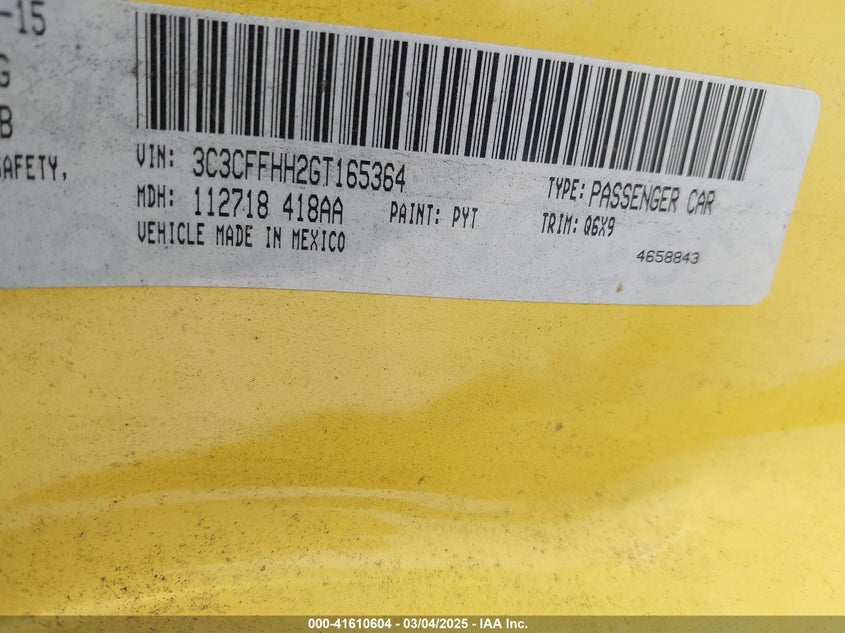 -15
G
B
SAFETY,
VIN: 3C3CFFHH2GT165364
TYPE: PASSENGER CAR
MDH: 112718 418AA
PAINT: PYT
TRIM: Q6X9
VEHICLE MADE IN MEXICO
4658843
000-41610604 - 03/04/2025 - IAA Inc.